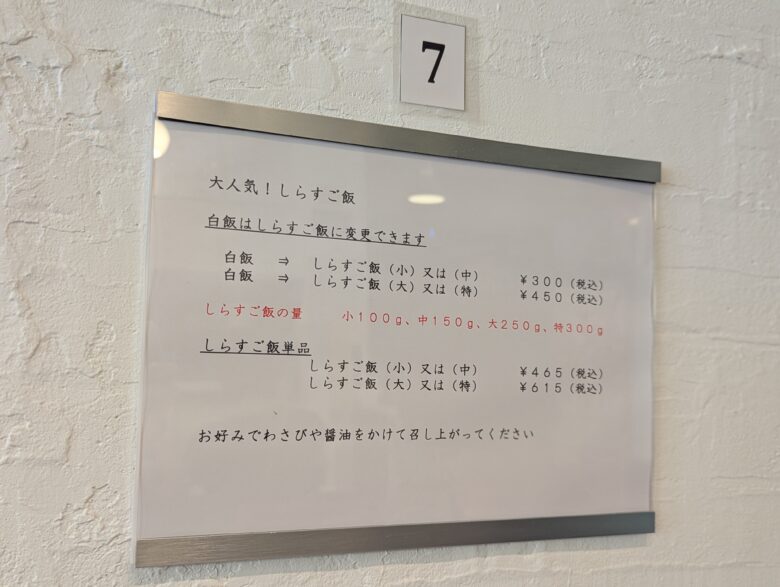 7
大人気！しらすご飯
白飯はしらすご飯に変更できます
白飯　⇒　しらすご飯（小）又は（中）　￥３００（税込）
白飯　⇒　しらすご飯（大）又は（特）　￥４５０（税込）
しらすご飯の量　小１００ｇ、中１５０ｇ、大２５０ｇ、特３００ｇ
しらすご飯単品
しらすご飯（小）又は（中）　￥４６５（税込）
しらすご飯（大）又は（特）　￥６１５（税込）
お好みでわさびや醤油をかけて召し上がってください